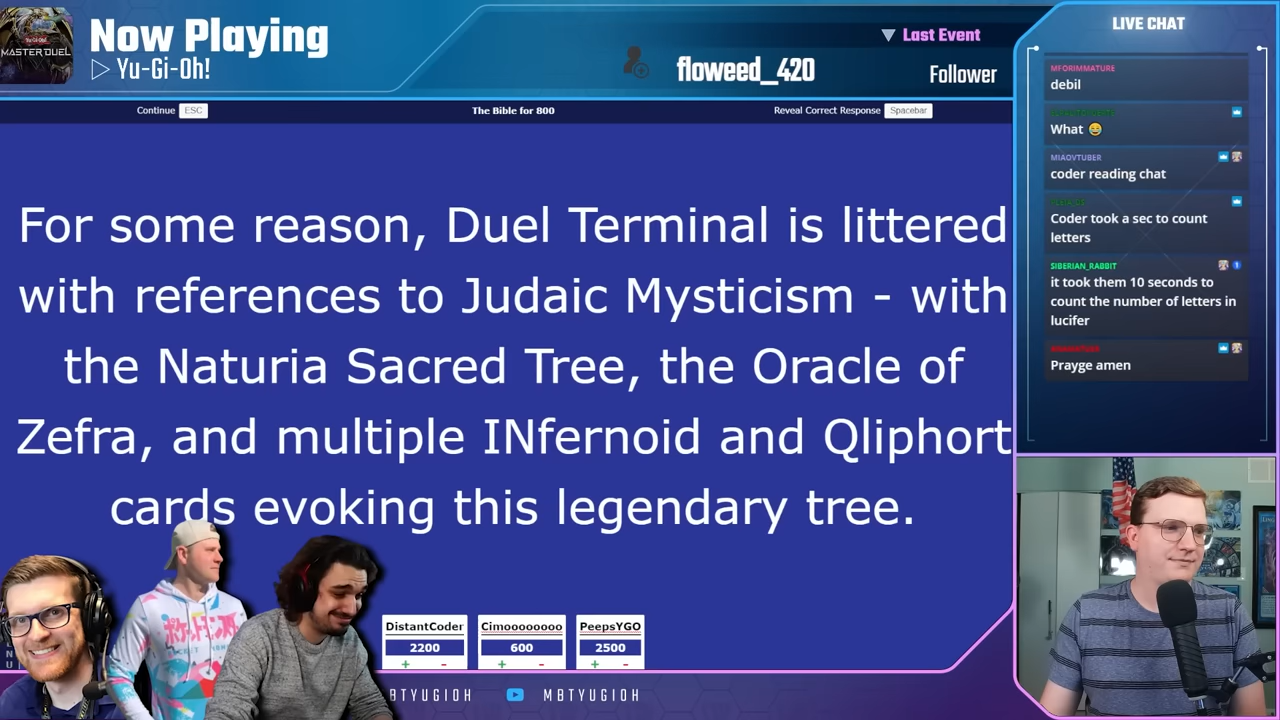 MASTER DUEL
Now Playing
Yu-Gi-Oh!
Last Event
floweed_420
Follower
LIVE CHAT
Continue ESC
The Bible for 800
Reveal Correct Response Spacebar
For some reason, Duel Terminal is littered
with references to Judaic Mysticism - with
the Naturia Sacred Tree, the Oracle of
Zefra, and multiple INfernoid and Qliphort
cards evoking this legendary tree.
MFORIMMATURE
debil
What 😅
MIAOVTUBER
coder reading chat
Coder took a sec to count
letters
SIBERIAN_RABBIT
it took them 10 seconds to
count the number of letters in
lucifer
Prayge amen
DistantCoder
2200
+ -
Cimoooooooo
600
+ -
PeepsYGO
2500
+ -
BTYUGIOH
MBTYUGIOH